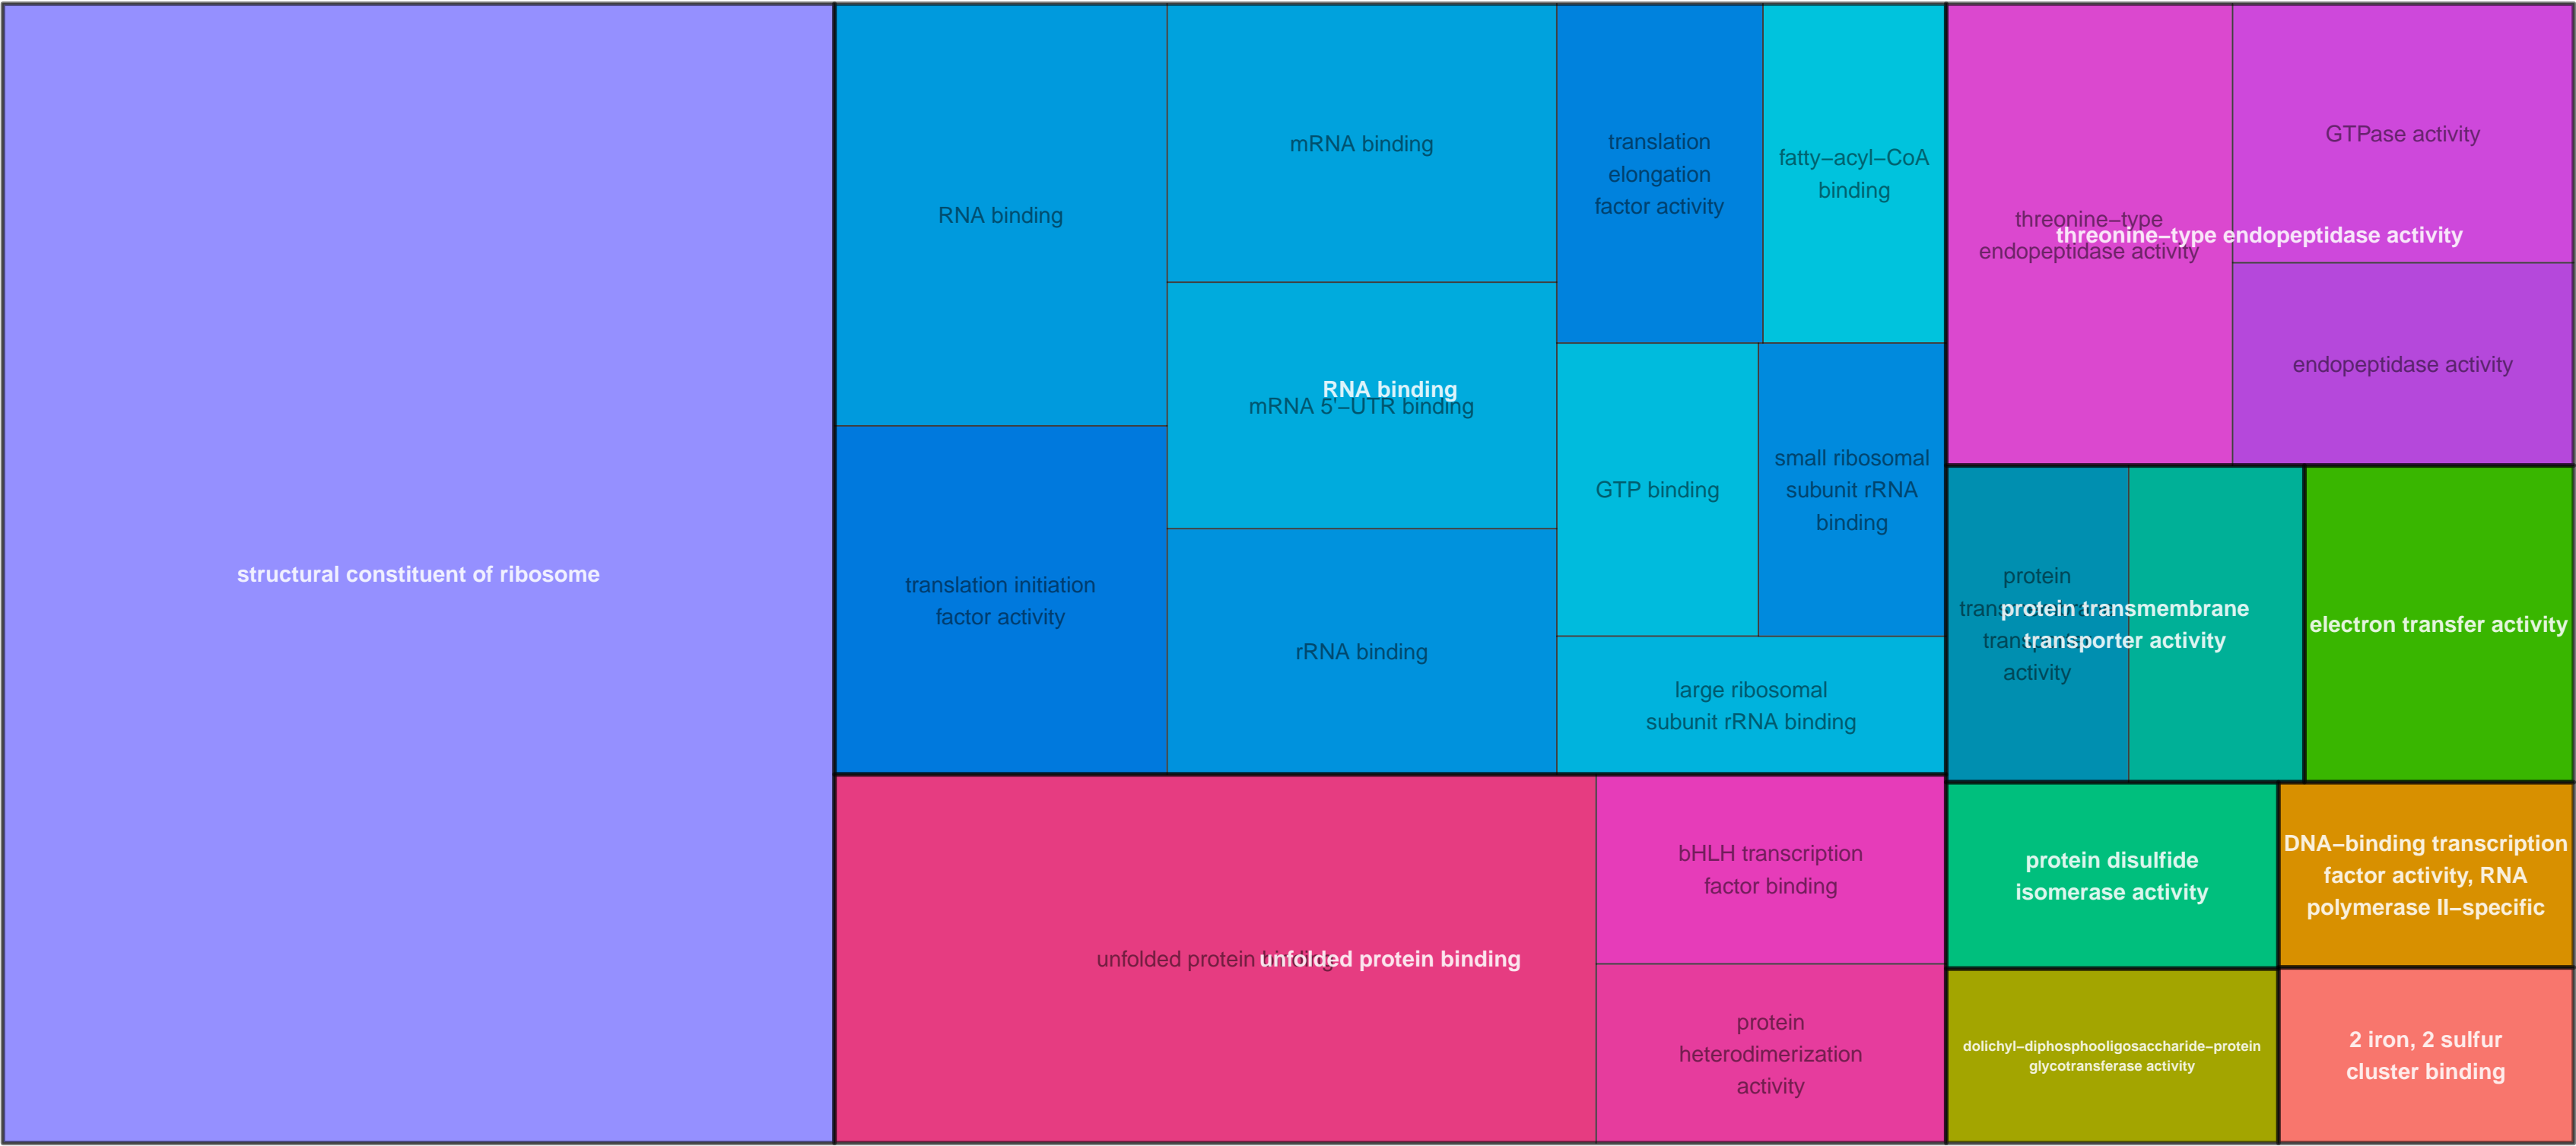 structural constituent of ribosome
RNA binding
mRNA binding
translation
elongation
factor activity
fatty−acyl−CoA
binding
RNA binding
mRNA 5'−UTR binding
GTP binding
small ribosomal
subunit rRNA
binding
translation initiation
factor activity
rRNA binding
large ribosomal
subunit rRNA binding
unfolded protein binding
unfolded protein binding
bHLH transcription
factor binding
protein
heterodimerization
activity
threonine−type
endopeptidase activity
threonine−type endopeptidase activity
GTPase activity
endopeptidase activity
protein
activity
protein transmembrane
transporter activity
electron transfer activity
protein disulfide
isomerase activity
DNA−binding transcription
factor activity, RNA
polymerase II−specific
dolichyl−diphosphooligosaccharide−protein
glycotransferase activity
2 iron, 2 sulfur
cluster binding